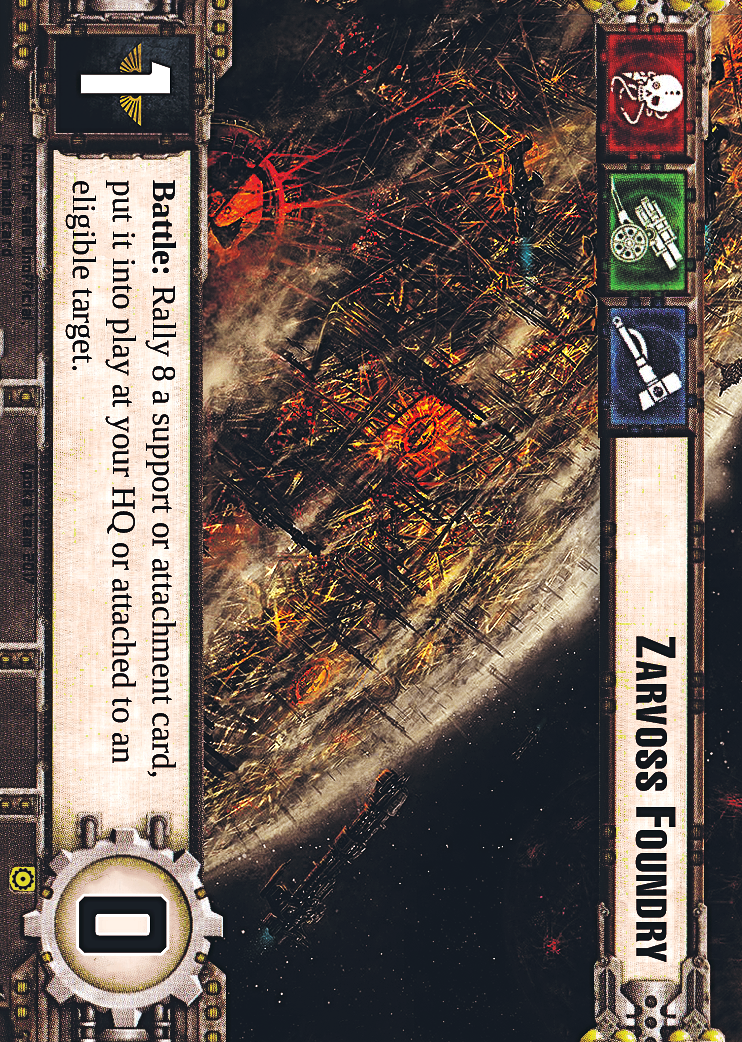 ZARVOSS FOUNDRY
1
Battle: Rally 8 a support or attachment card,
put it into play at your HQ or attached to an
eligible target.
0